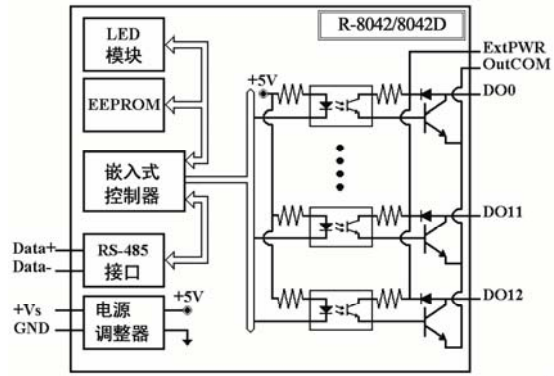 R-8042/8042D
LED
模块
ExtPWR
OutCOM
+5V
DO0
EEPROM
嵌入式
控制器
DO11
Data+
Data-
RS-485
接口
DO12
+Vs
GND
电源
调整器
+5V